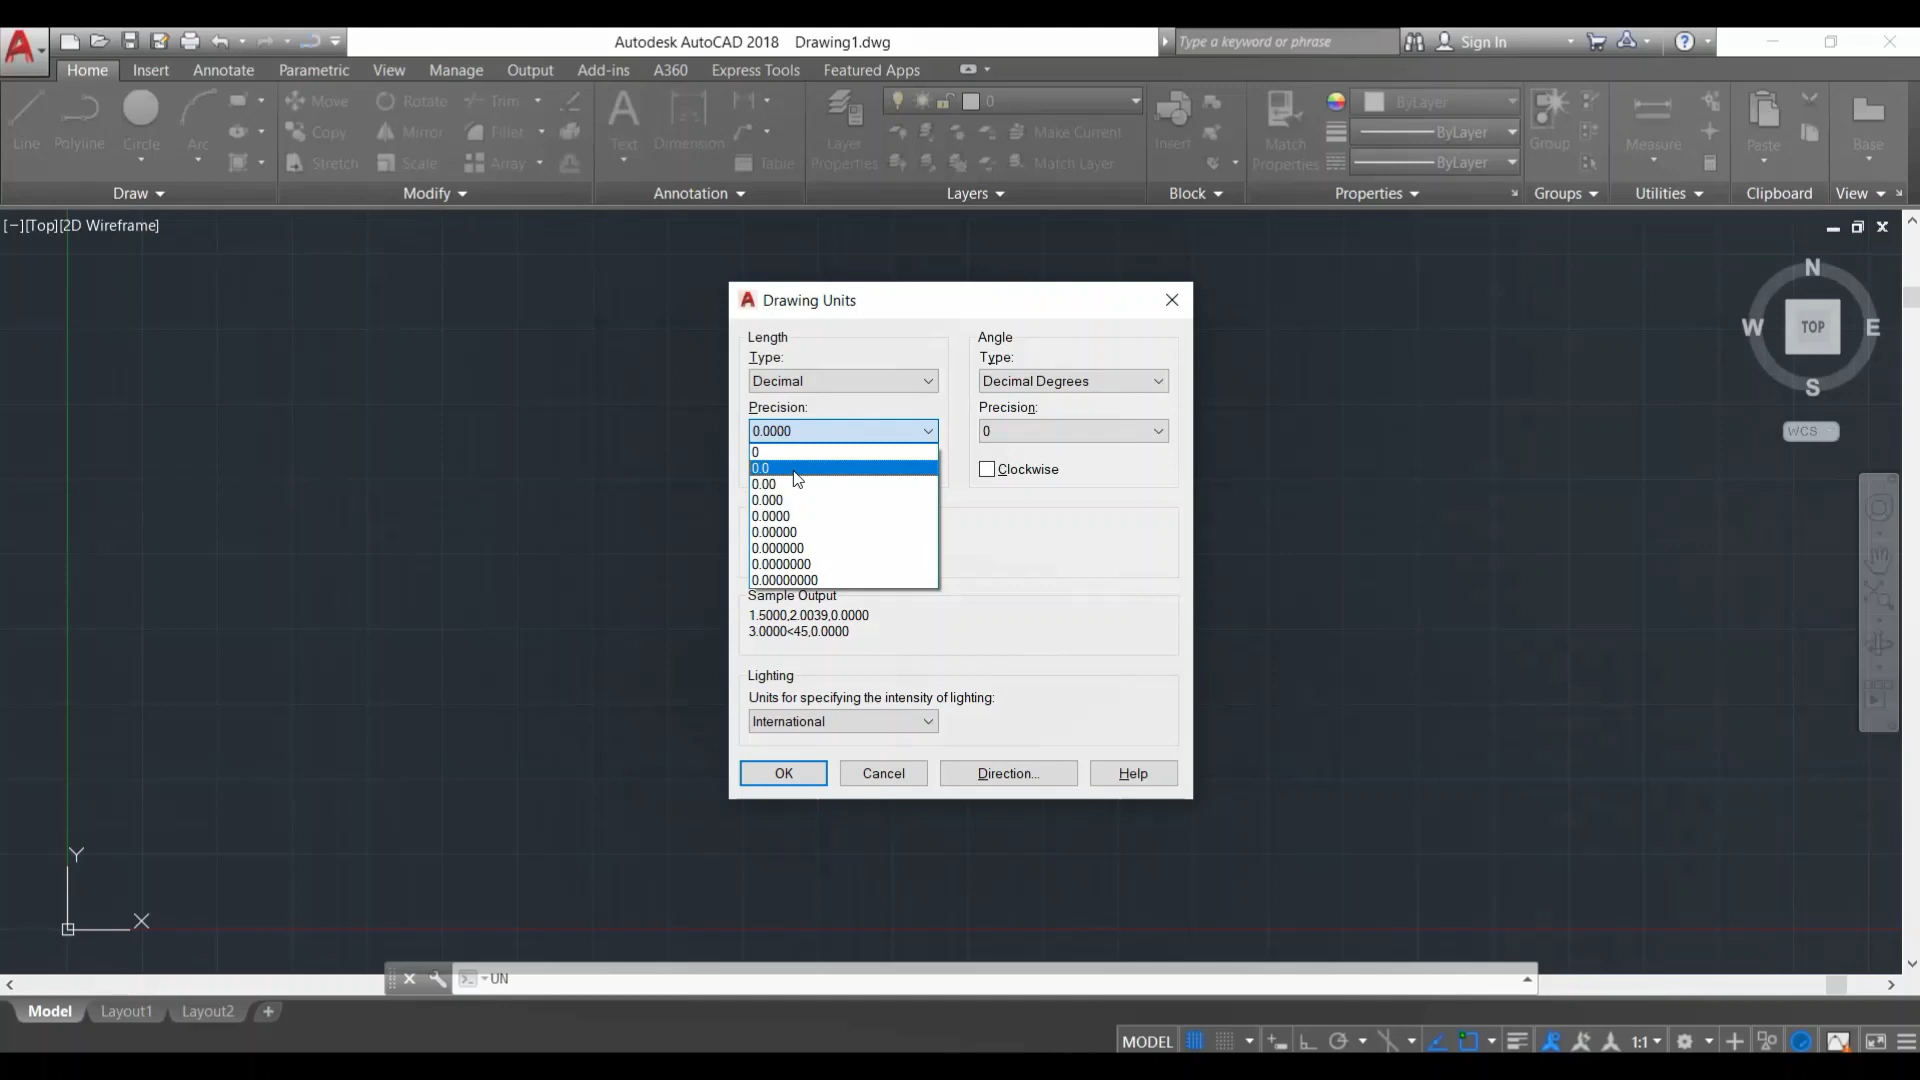 Autodesk AutoCAD 2018 Drawing1.dwg
Type a keyword or phrase
Sign In
Home Insert Annotate Parametric View Manage Output Add-ins A360 Express Tools Featured Apps
Line Polyline Circle Arc
Move Rotate Trim
Copy Mirror Fillet
Stretch Scale Array
Text Dimension Table
Layer Properties
0
Make Current
Match Layer
Insert
Match Properties
ByLayer
ByLayer
ByLayer
Group
Measure
Paste
Base
Draw Modify Annotation Layers Block Properties Groups Utilities Clipboard View
[−][Top][2D Wireframe]
N
W TOP E
S
WCS
Drawing Units
Length
Type:
Decimal
Precision:
0.0000
0
0.0
0.00
0.000
0.0000
0.00000
0.000000
0.0000000
0.00000000
Angle
Type:
Decimal Degrees
Precision:
0
Clockwise
Sample Output
1.5000,2.0039,0.0000
3.0000<45,0.0000
Lighting
Units for specifying the intensity of lighting:
International
OK Cancel Direction... Help
Y
X
UN
Model Layout1 Layout2
MODEL 1:1